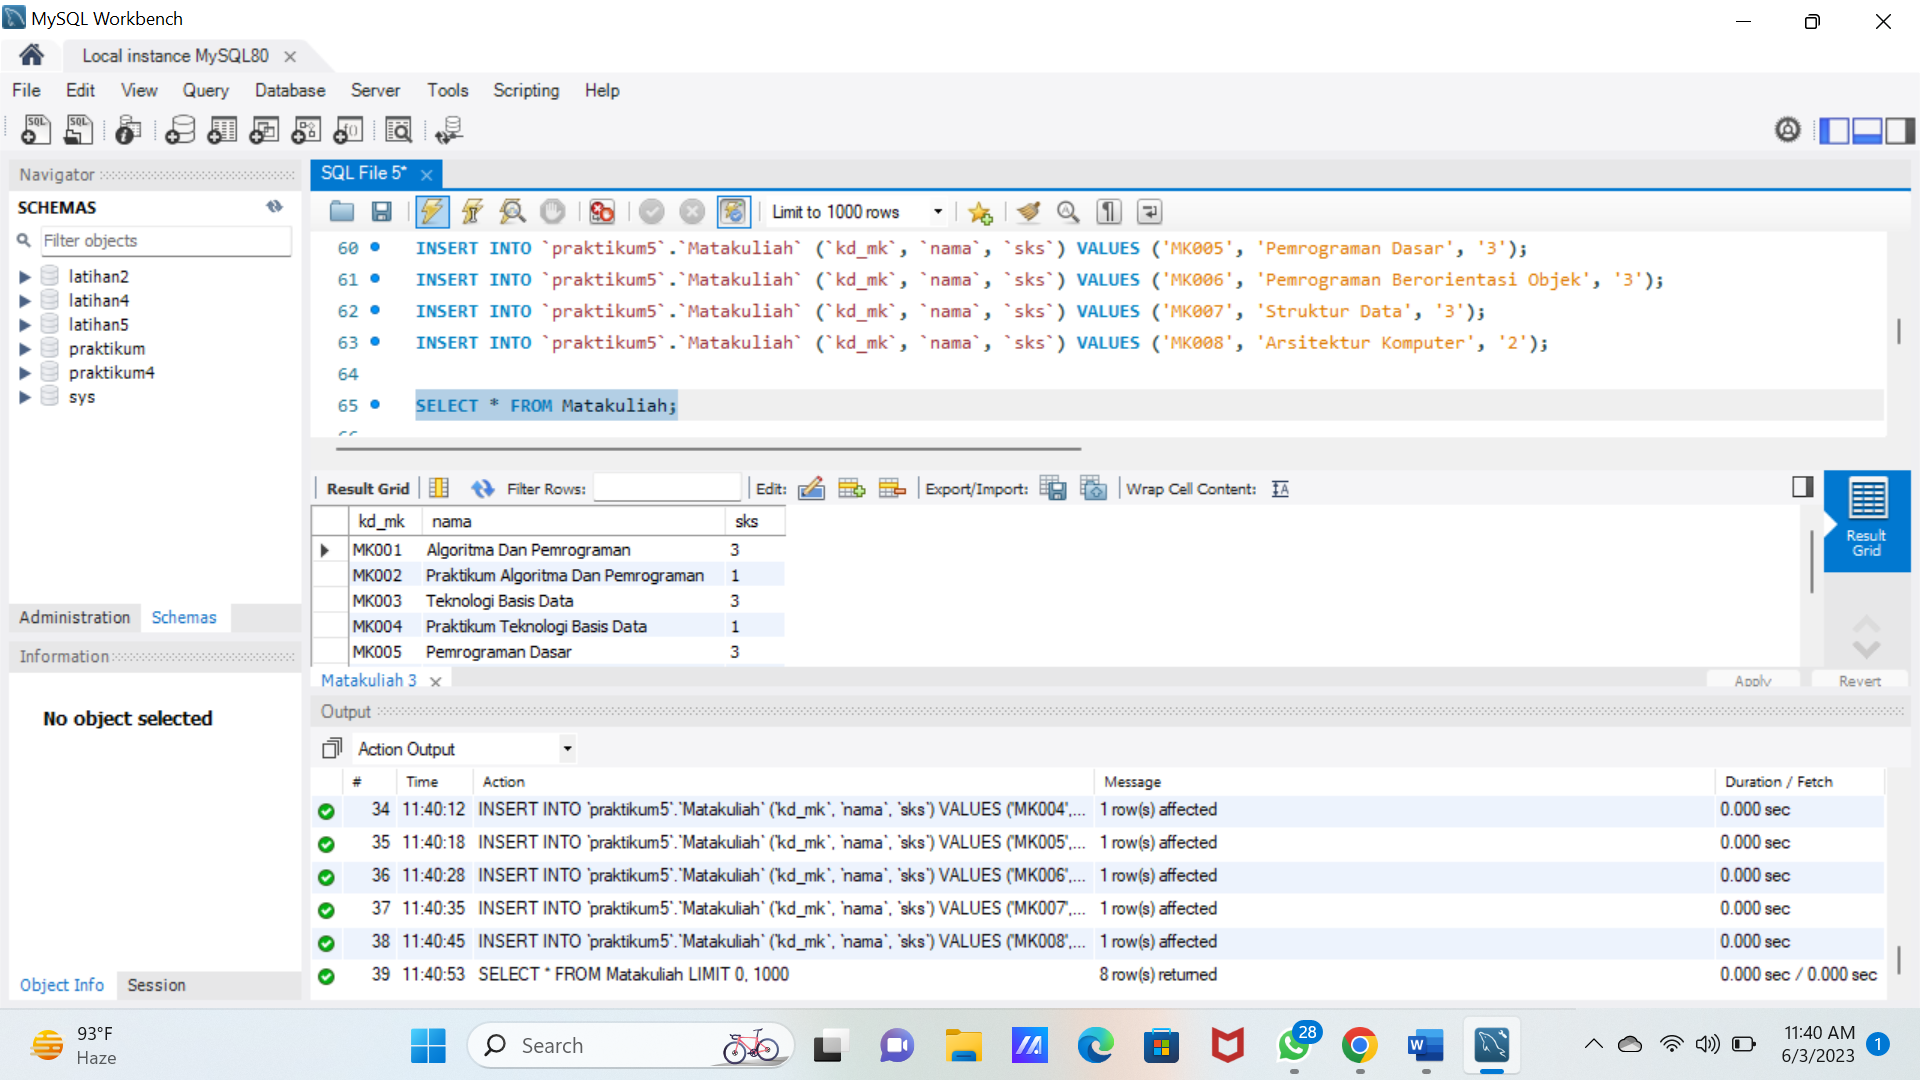 MySQL Workbench
Local instance MySQL80
File Edit View Query Database Server Tools Scripting Help
Navigator
SCHEMAS
Filter objects
latihan2
latihan4
latihan5
praktikum
praktikum4
sys
Administration Schemas
Information
No object selected
Object Info Session
SQL File 5*
Limit to 1000 rows
60 INSERT INTO `praktikum5`.`Matakuliah` (`kd_mk`, `nama`, `sks`) VALUES ('MK005', 'Pemrograman Dasar', '3');
61 INSERT INTO `praktikum5`.`Matakuliah` (`kd_mk`, `nama`, `sks`) VALUES ('MK006', 'Pemrograman Berorientasi Objek', '3');
62 INSERT INTO `praktikum5`.`Matakuliah` (`kd_mk`, `nama`, `sks`) VALUES ('MK007', 'Struktur Data', '3');
63 INSERT INTO `praktikum5`.`Matakuliah` (`kd_mk`, `nama`, `sks`) VALUES ('MK008', 'Arsitektur Komputer', '2');
64
65 SELECT * FROM Matakuliah;
Result Grid Filter Rows: Edit: Export/Import: Wrap Cell Content:
kd_mk nama sks
MK001 Algoritma Dan Pemrograman 3
MK002 Praktikum Algoritma Dan Pemrograman 1
MK003 Teknologi Basis Data 3
MK004 Praktikum Teknologi Basis Data 1
MK005 Pemrograman Dasar 3
Result
Grid
Matakuliah 3 Apply Revert
Output
Action Output
# Time Action Message Duration / Fetch
34 11:40:12 INSERT INTO `praktikum5`.`Matakuliah` (`kd_mk`, `nama`, `sks`) VALUES ('MK004',... 1 row(s) affected 0.000 sec
35 11:40:18 INSERT INTO `praktikum5`.`Matakuliah` (`kd_mk`, `nama`, `sks`) VALUES ('MK005',... 1 row(s) affected 0.000 sec
36 11:40:28 INSERT INTO `praktikum5`.`Matakuliah` (`kd_mk`, `nama`, `sks`) VALUES ('MK006',... 1 row(s) affected 0.000 sec
37 11:40:35 INSERT INTO `praktikum5`.`Matakuliah` (`kd_mk`, `nama`, `sks`) VALUES ('MK007',... 1 row(s) affected 0.000 sec
38 11:40:45 INSERT INTO `praktikum5`.`Matakuliah` (`kd_mk`, `nama`, `sks`) VALUES ('MK008',... 1 row(s) affected 0.000 sec
39 11:40:53 SELECT * FROM Matakuliah LIMIT 0, 1000 8 row(s) returned 0.000 sec / 0.000 sec
93°F
Haze
Search
28
11:40 AM
6/3/2023
1